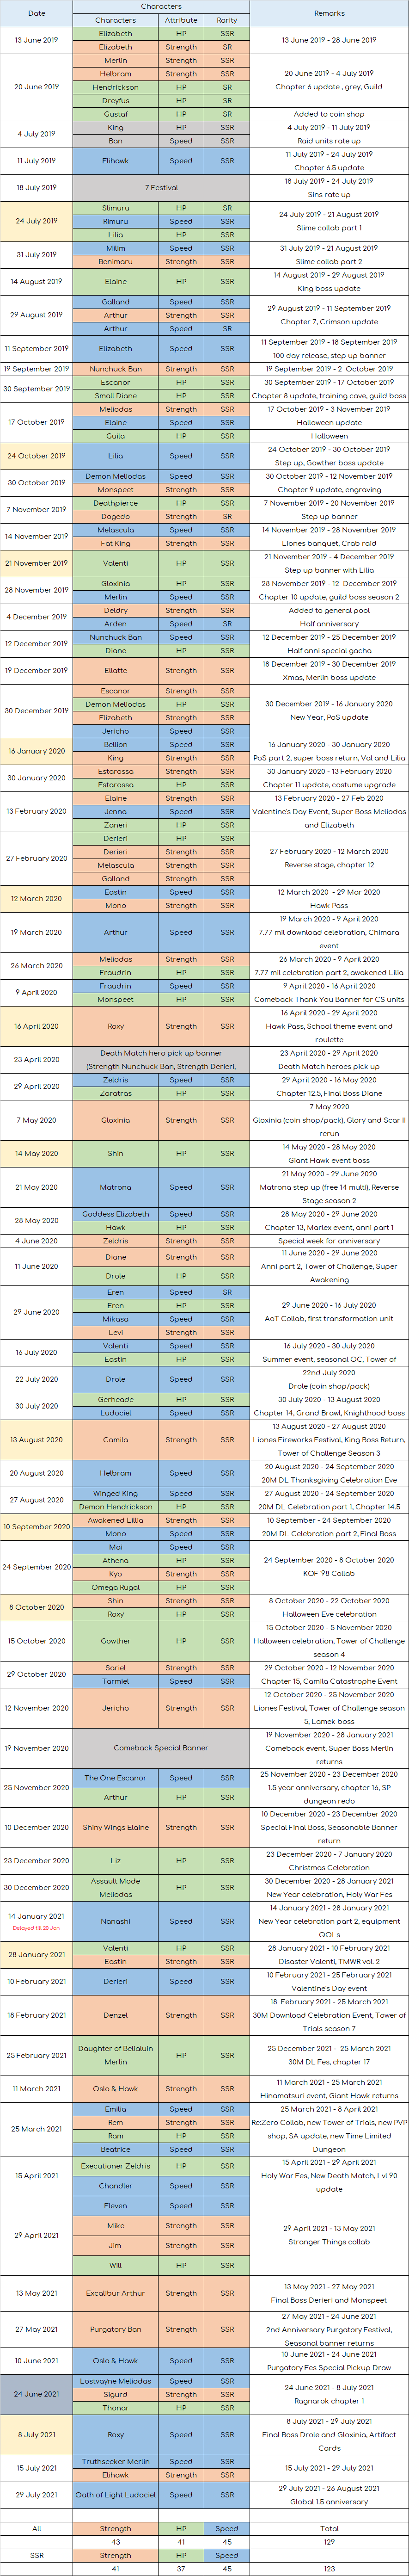 Date Characters Remarks
Characters Attribute Rarity
13 June 2019 Elizabeth HP SSR 13 June 2019 - 28 June 2019
Elizabeth Strength SR
20 June 2019 Merlin Strength SSR 20 June 2019 - 4 July 2019
Helbram Strength SSR Chapter 6 update , grey, Guild
Hendrickson HP SR
Dreyfus HP SR
Gustaf HP SR Added to coin shop
4 July 2019 King HP SSR 4 July 2019 - 11 July 2019
Ban Speed SSR Raid units rate up
11 July 2019 Elihawk Speed SSR 11 July 2019 - 24 July 2019
Chapter 6.5 update
18 July 2019 7 Festival 18 July 2019 - 24 July 2019
Sins rate up
24 July 2019 Slimuru HP SR 24 July 2019 - 21 August 2019
Rimuru Speed SSR Slime collab part 1
Lilia HP SSR
31 July 2019 Milim Speed SSR 31 July 2019 - 21 August 2019
Benimaru Strength SSR Slime collab part 2
14 August 2019 Elaine HP SSR 14 August 2019 - 29 August 2019
King boss update
29 August 2019 Galland Speed SSR 29 August 2019 - 11 September 2019
Arthur Strength SSR Chapter 7, Crimson update
Arthur Speed SR
11 September 2019 Elizabeth Speed SSR 11 September 2019 - 18 September 2019
100 day release, step up banner
19 September 2019 Nunchuck Ban Strength SSR 19 September 2019 - 2 October 2019
30 September 2019 Escanor HP SSR 30 September 2019 - 17 October 2019
Small Diane HP SSR Chapter 8 update, training cave, guild boss
17 October 2019 Meliodas Strength SSR 17 October 2019 - 3 November 2019
Elaine Speed SSR Halloween update
Guila HP SSR Halloween
24 October 2019 Lilia Speed SSR 24 October 2019 - 30 October 2019
Step up, Gowther boss update
30 October 2019 Demon Meliodas Speed SSR 30 October 2019 - 12 November 2019
Monspeet Strength SSR Chapter 9 update, engraving
7 November 2019 Deathpierce HP SSR 7 November 2019 - 20 November 2019
Dogedo Strength SR Step up banner
14 November 2019 Melascula Speed SSR 14 November 2019 - 28 November 2019
Fat King Strength SSR Liones banquet, Crab raid
21 November 2019 Valenti HP SSR 21 November 2019 - 4 December 2019
Step up banner with Lilia
28 November 2019 Gloxinia HP SSR 28 November 2019 - 12 December 2019
Merlin Speed SSR Chapter 10 update, guild boss season 2
4 December 2019 Deldry Strength SSR Added to general pool
Arden Speed SR Half anniversary
12 December 2019 Nunchuck Ban Speed SSR 12 December 2019 - 25 December 2019
Diane HP SSR Half anni special gacha
19 December 2019 Ellatte Strength SSR 18 December 2019 - 30 December 2019
Xmas, Merlin boss update
30 December 2019 Escanor Strength SSR 30 December 2019 - 16 January 2020
Demon Meliodas HP SSR New Year, PoS update
Elizabeth Strength SSR
Jericho Speed SSR
16 January 2020 Bellion Speed SSR 16 January 2020 - 30 January 2020
King Strength SSR PoS part 2, super boss return, Val and Lilia
30 January 2020 Estarossa Strength SSR 30 January 2020 - 13 February 2020
Estarossa HP SSR Chapter 11 update, costume upgrade
13 February 2020 Elaine Strength SSR 13 February 2020 - 27 Feb 2020
Jenna Speed SSR Valentine's Day Event, Super Boss Meliodas
Zaneri HP SSR and Elizabeth
27 February 2020 Derieri HP SSR 27 February 2020 - 12 March 2020
Derieri Strength SSR Reverse stage, chapter 12
Melascula Strength SSR
Galland Strength SSR
12 March 2020 Eastin Speed SSR 12 March 2020 - 29 Mar 2020
Mono Strength SSR Hawk Pass
19 March 2020 Arthur Speed SSR 19 March 2020 - 9 April 2020
7.77 mil download celebration, Chimara
event
26 March 2020 Meliodas Strength SSR 26 March 2020 - 9 April 2020
Fraudrin HP SSR 7.77 mil celebration part 2, awakened Lilia
9 April 2020 Fraudrin Speed SSR 9 April 2020 - 16 April 2020
Monspeet HP SSR Comeback Thank You Banner for CS units
16 April 2020 Roxy Strength SSR 16 April 2020 - 29 April 2020
Hawk Pass, School theme event and
roulette
23 April 2020 Death Match hero pick up banner 23 April 2020 - 29 April 2020
(Strength Nunchuck Ban, Strength Derieri, Death Match heroes pick up
29 April 2020 Zeldris Speed SSR 29 April 2020 - 16 May 2020
Zaratras HP SSR Chapter 12.5, Final Boss Diane
7 May 2020 Gloxinia Strength SSR 7 May 2020
Gloxinia (coin shop/pack), Glory and Scar II
rerun
14 May 2020 Shin HP SSR 14 May 2020 - 28 May 2020
Giant Hawk event boss
21 May 2020 Matrona Speed SSR 21 May 2020 - 29 June 2020
Matrona step up (free 14 multi), Reverse
Stage season 2
28 May 2020 Goddess Elizabeth Speed SSR 28 May 2020 - 29 June 2020
Hawk HP SSR Chapter 13, Marlex event, anni part 1
4 June 2020 Zeldris Strength SSR Special week for anniversary
11 June 2020 Diane Strength SSR 11 June 2020 - 29 June 2020
Drole HP SSR Anni part 2, Tower of Challenge, Super
Awakening
29 June 2020 Eren Speed SR 29 June 2020 - 16 July 2020
Eren HP SSR AoT Collab, first transformation unit
Mikasa Speed SSR
Levi Strength SSR
16 July 2020 Valenti Speed SSR 16 July 2020 - 30 July 2020
Eastin HP SSR Summer event, seasonal OC, Tower of
22 July 2020 Drole Speed SSR 22nd July 2020
Drole (coin shop/pack)
30 July 2020 Gerheade HP SSR 30 July 2020 - 13 August 2020
Ludociel Speed SSR Chapter 14, Grand Brawl, Knighthood boss
13 August 2020 Camila Strength SSR 13 August 2020 - 27 August 2020
Liones Fireworks Festival, King Boss Return,
Tower of Challenge Season 3
20 August 2020 Helbram Speed SSR 20 August 2020 - 24 September 2020
20M DL Thanksgiving Celebration Eve
27 August 2020 Winged King Speed SSR 27 August 2020 - 24 September 2020
Demon Hendrickson HP SSR 20M DL Celebration part 1, Chapter 14.5
10 September 2020 Awakened Lillia Strength SSR 10 September - 24 September 2020
Mono Speed SSR 20M DL Celebration part 2, Final Boss
24 September 2020 Mai Speed SSR 24 September 2020 - 8 October 2020
Athena HP SSR KOF 98 Collab
Kyo Strength SSR
Omega Rugal HP SSR
8 October 2020 Shin Strength SSR 8 October 2020 - 22 October 2020
Roxy HP SSR Halloween Eve celebration
15 October 2020 Gowther HP SSR 15 October 2020 - 5 November 2020
Halloween celebration, Tower of Challenge
season 4
29 October 2020 Sariel Strength SSR 29 October 2020 - 12 November 2020
Tarmiel Speed SSR Chapter 15, Camila Catastrophe Event
12 November 2020 Jericho Strength SSR 12 October 2020 - 25 November 2020
Liones Festival, Tower of Challenge season
5, Lamek boss
19 November 2020 Comeback Special Banner 19 November 2020 - 28 January 2021
Comeback event, Super Boss Merlin
returns
25 November 2020 The One Escanor Speed SSR 25 November 2020 - 23 December 2020
Arthur HP SSR 1.5 year anniversary, chapter 16, SP
dungeon redo
10 December 2020 Shiny Wings Elaine Strength SSR 10 December 2020 - 23 December 2020
Special Final Boss, Seasonable Banner
return
23 December 2020 Liz HP SSR 23 December 2020 - 7 January 2020
Christmas Celebration
30 December 2020 Assault Mode Meliodas HP SSR 30 December 2020 - 28 January 2021
New Year celebration, Holy War Fes
14 January 2021 Nanashi Speed SSR 14 January 2021 - 28 January 2021
Delayed till 20 Jan New Year celebration part 2, equipment
QOLs
28 January 2021 Valenti HP SSR 28 January 2021 - 10 February 2021
Eastin Strength SSR Disaster Valenti, TMWR vol. 2
10 February 2021 Derieri Speed SSR 10 February 2021 - 25 February 2021
Valentine's Day event
18 February 2021 Denzel Strength SSR 18 February 2021 - 25 March 2021
30M Download Celebration Event, Tower of
Trials season 7
25 February 2021 Daughter of Belialuin Merlin HP SSR 25 December 2021 - 25 March 2021
30M DL Fes, chapter 17
11 March 2021 Oslo & Hawk Strength SSR 11 March 2021 - 25 March 2021
Hinamatsuri event, Giant Hawk returns
25 March 2021 Emilia Speed SSR 25 March 2021 - 8 April 2021
Rem Strength SSR Re:Zero Collab, new Tower of Trials, new PVP
Ram HP SSR shop, SA update, new Time Limited
Beatrice Speed SSR Dungeon
15 April 2021 Executioner Zeldris HP SSR 15 April 2021 - 29 April 2021
Chandler Speed SSR Holy War Fes, New Death Match, Lvl 90
update
29 April 2021 Eleven Speed SSR 29 April 2021 - 13 May 2021
Mike Strength SSR Stranger Things collab
Jim Strength SSR
Will HP SSR
13 May 2021 Excalibur Arthur Strength SSR 13 May 2021 - 27 May 2021
Final Boss Derieri and Monspeet
27 May 2021 Purgatory Ban Strength SSR 27 May 2021 - 24 June 2021
2nd Anniversary Purgatory Festival,
Seasonal banner returns
10 June 2021 Oslo & Hawk Speed SSR 10 June 2021 - 24 June 2021
Purgatory Fes Special Pickup Draw
24 June 2021 Lostvayne Meliodas Speed SSR 24 June 2021 - 8 July 2021
Sigurd Strength SSR Ragnarok chapter 1
Thonar HP SSR
8 July 2021 Roxy Speed SSR 8 July 2021 - 29 July 2021
Final Boss Drole and Gloxinia, Artifact
Cards
15 July 2021 Truthseeker Merlin Speed SSR 15 July 2021 - 29 July 2021
Elihawk Strength SSR
29 July 2021 Oath of Light Ludociel Speed SSR 29 July 2021 - 26 August 2021
Global 1.5 anniversary
All Strength HP Speed Total
43 41 45 129
SSR Strength HP Speed
41 37 45 123